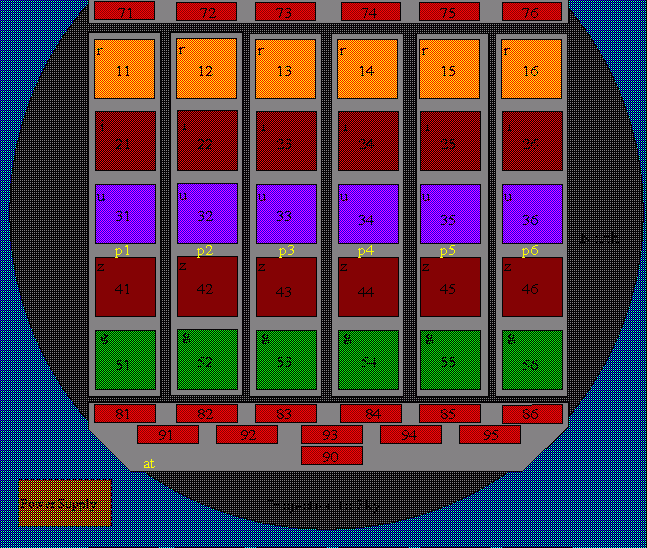 71 72 73 74 75 76
r r r r r r
11 12 13 14 15 16
i i i i i i
21 22 23 24 25 26
u u u u u u
31 32 33 34 35 36
p1 p2 p3 p4 p5 p6
z z z z z z
41 42 43 44 45 46
g g g g g g
51 52 53 54 55 56
81 82 83 84 85 86
91 92 93 94 95
at
90
PowerSupply